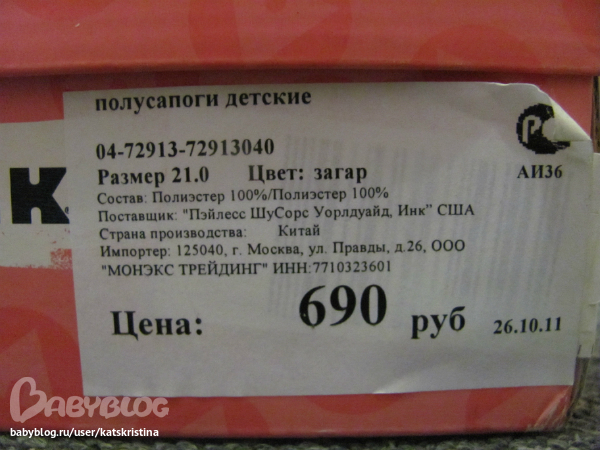 полусапоги детские
04-72913-72913040
Размер 21.0 Цвет: загар
АИ36
Состав: Полиэстер 100%/Полиэстер 100%
Поставщик: "Пэйлесс ШуСорс Уорлдуайд, Инк" США
Страна производства: Китай
Импортер: 125040, г. Москва, ул. Правды, д.26, ООО
"МОНЭКС ТРЕЙДИНГ" ИНН:7710323601
Цена: 690 руб 26.10.11
BABYBLOG
babyblog.ru/user/katskristina